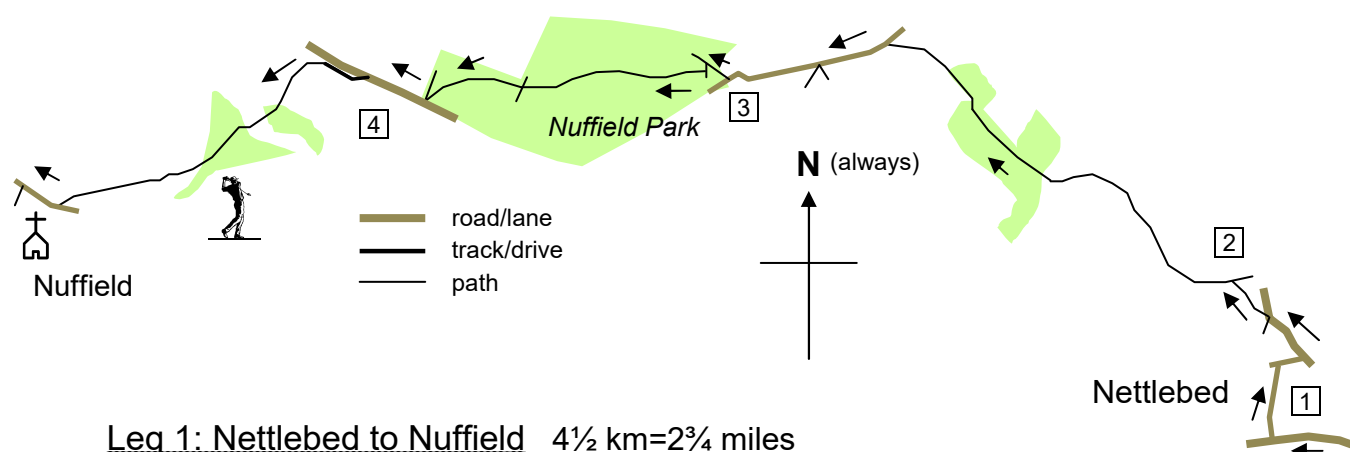 3
4
Nuffield Park
N (always)
road/lane
track/drive
path
2
Nuffield
Nettlebed
1
Leg 1: Nettlebed to Nuffield 4½ km=2¾ miles